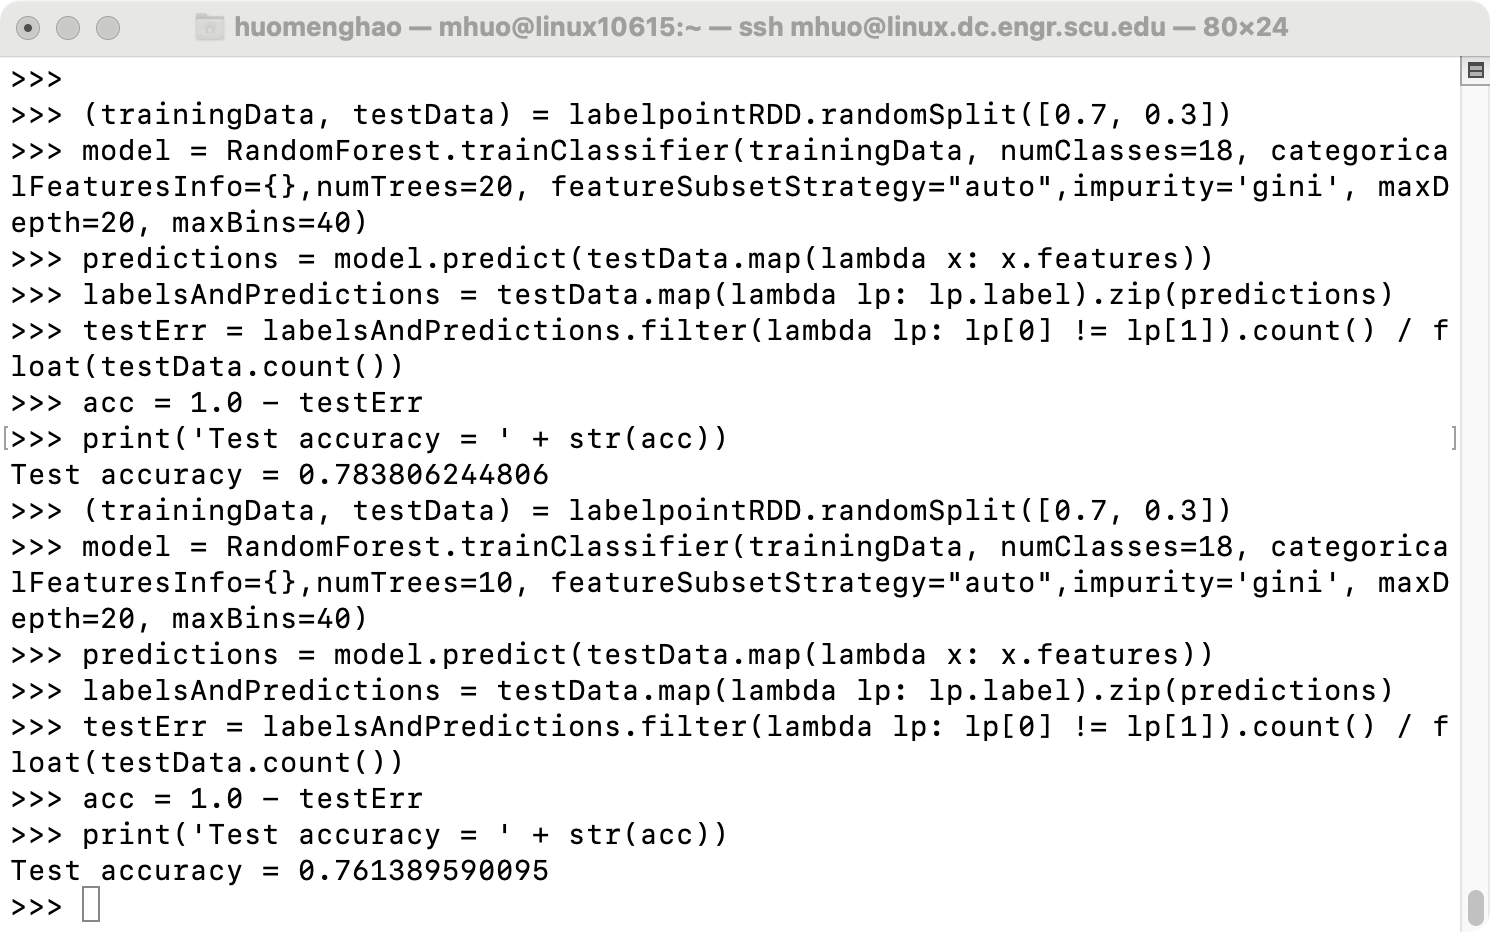 huomenghao — mhuo@linux10615:~ — ssh mhuo@linux.dc.engr.scu.edu — 80×24
>>>
>>> (trainingData, testData) = labelpointRDD.randomSplit([0.7, 0.3])
>>> model = RandomForest.trainClassifier(trainingData, numClasses=18, categorica
lFeaturesInfo={},numTrees=20, featureSubsetStrategy="auto",impurity='gini', maxD
epth=20, maxBins=40)
>>> predictions = model.predict(testData.map(lambda x: x.features))
>>> labelsAndPredictions = testData.map(lambda lp: lp.label).zip(predictions)
>>> testErr = labelsAndPredictions.filter(lambda lp: lp[0] != lp[1]).count() / f
loat(testData.count())
>>> acc = 1.0 - testErr
[>>> print('Test accuracy = ' + str(acc)) ]
Test accuracy = 0.783806244806
>>> (trainingData, testData) = labelpointRDD.randomSplit([0.7, 0.3])
>>> model = RandomForest.trainClassifier(trainingData, numClasses=18, categorica
lFeaturesInfo={},numTrees=10, featureSubsetStrategy="auto",impurity='gini', maxD
epth=20, maxBins=40)
>>> predictions = model.predict(testData.map(lambda x: x.features))
>>> labelsAndPredictions = testData.map(lambda lp: lp.label).zip(predictions)
>>> testErr = labelsAndPredictions.filter(lambda lp: lp[0] != lp[1]).count() / f
loat(testData.count())
>>> acc = 1.0 - testErr
>>> print('Test accuracy = ' + str(acc))
Test accuracy = 0.761389590095
>>>